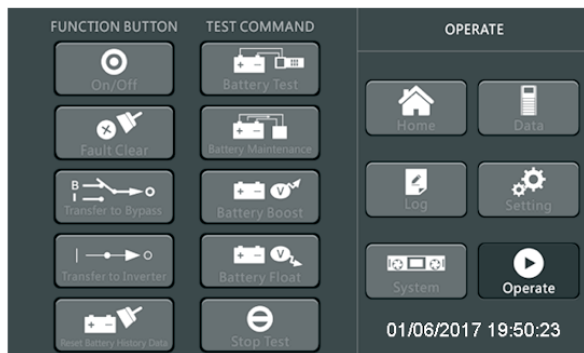 FUNCTION BUTTON
On/Off
Fault Clear
B
I
Transfer to Bypass
Transfer to Inverter
Reset Battery History Data
TEST COMMAND
Battery Test
Battery Maintenance
V
Battery Boost
V
Battery Float
Stop Test
OPERATE
Home
Data
Log
Setting
System
Operate
01/06/2017 19:50:23